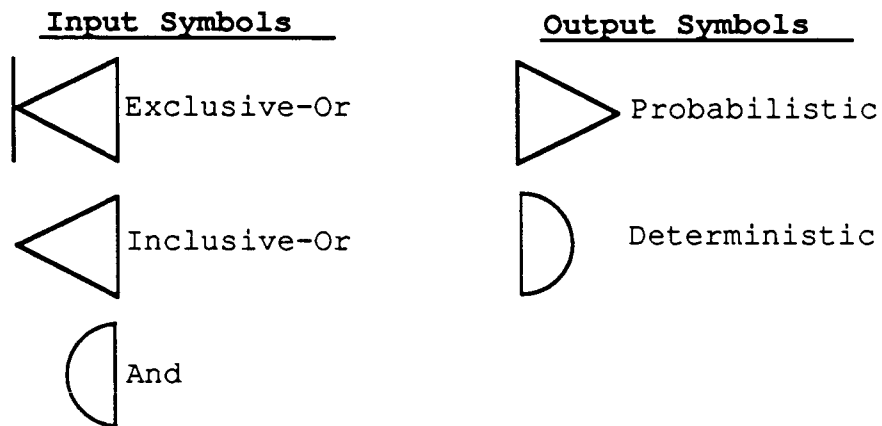 Input Symbols
Exclusive-Or
Inclusive-Or
And
Output Symbols
Probabilistic
Deterministic